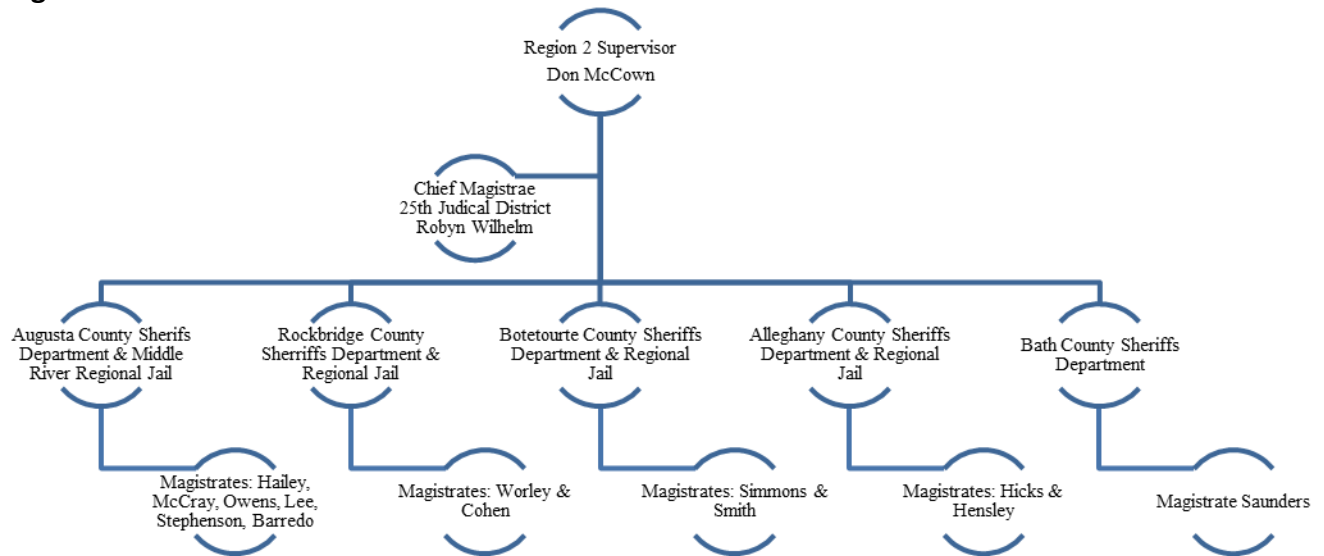 Region 2 Supervisor
Don McCown
Chief Magistrae
25th Judical District
Robyn Wilhelm
Augusta County Sherifs
Department & Middle
River Regional Jail
Rockbridge County
Sherriffs Department &
Regional Jail
Botetourte County Sheriffs
Department & Regional
Jail
Alleghany County Sheriffs
Department & Regional
Jail
Bath County Sheriffs
Department
Magistrates: Hailey,
McCray, Owens, Lee,
Stephenson, Barredo
Magistrates: Worley &
Cohen
Magistrates: Simmons &
Smith
Magistrates: Hicks &
Hensley
Magistrate Saunders